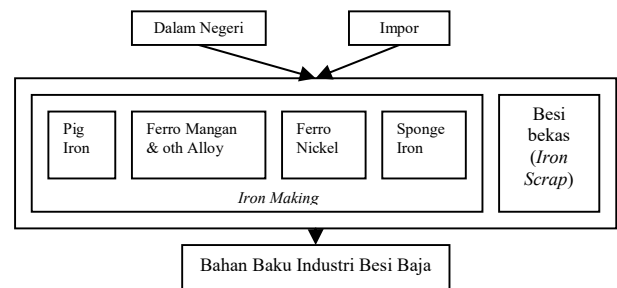 Dalam Negeri
Impor
Pig
Iron
Ferro Mangan
& oth Alloy
Ferro
Nickel
Sponge
Iron
Iron Making
Besi
bekas
(Iron
Scrap)
Bahan Baku Industri Besi Baja